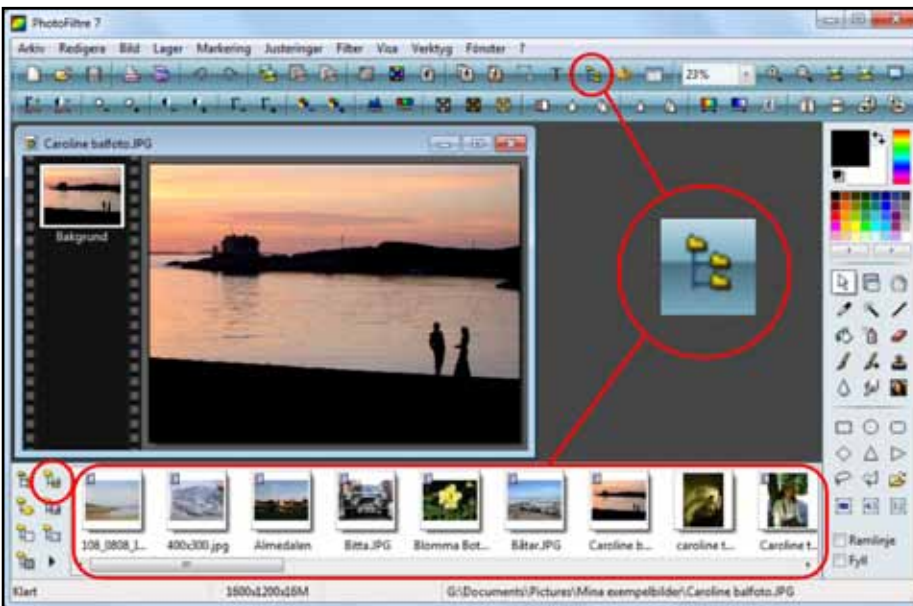 PhotoFiltre 7
Arkiv Redigera Bild Lager Markering Justeringar Filter Visa Verktyg Fönster ?
23%
Caroline balfoto.JPG
Bakgrund
108_0808_I... 400x300.jpg Almedalen Bitta.JPG Blomma Bot... Båtar.JPG Caroline b... caroline t... Caroline t...
Ramlinje
Fyll
Klart 1600x1200x16M G:\Documents\Pictures\Mina exempelbilder\Caroline balfoto.JPG